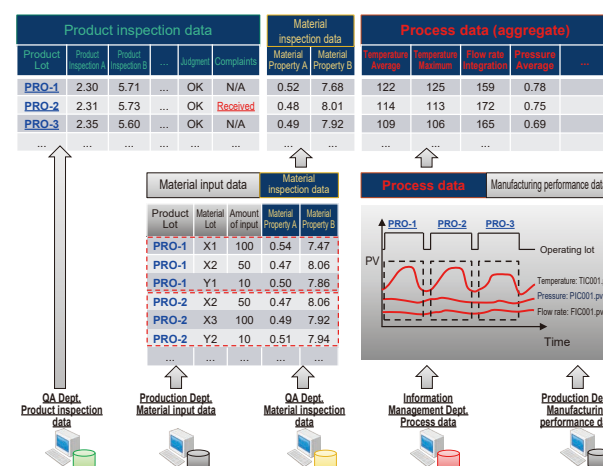 Product inspection data
Material
inspection data
Process data (aggregate)
Product
Lot
Product
Inspection A
Product
Inspection B
...
Judgment
Complaints
Material
Property A
Material
Property B
Temperature
Average
Temperature
Maximum
Flow rate
Integration
Pressure
Average
...
PRO-1 2.30 5.71 ... OK N/A 0.52 7.68 122 125 159 0.78
PRO-2 2.31 5.73 ... OK Received 0.48 8.01 114 113 172 0.75
PRO-3 2.35 5.60 ... OK N/A 0.49 7.92 109 106 165 0.69
... ... ... ... ... ... ... ... ... ...
Material input data
Material
inspection data
Process data
Manufacturing performance dat
Product
Lot
Material
Lot
Amount
of input
Material
Property A
Material
Property B
PRO-1 X1 100 0.54 7.47
PRO-1 X2 50 0.47 8.06
PRO-1 Y1 10 0.50 7.86
PRO-2 X2 50 0.47 8.06
PRO-2 X3 100 0.49 7.92
PRO-2 Y2 10 0.51 7.94
... ... ... ... ...
PRO-1 PRO-2 PRO-3
PV
Operating lot
Temperature: TIC001.
Pressure: PIC001.pv
Flow rate: FIC001.pv
Time
QA Dept.
Product inspection
data
Production Dept.
Material input data
QA Dept.
Material inspection
data
Information
Management Dept.
Process data
Production De
Manufacturin
performance d